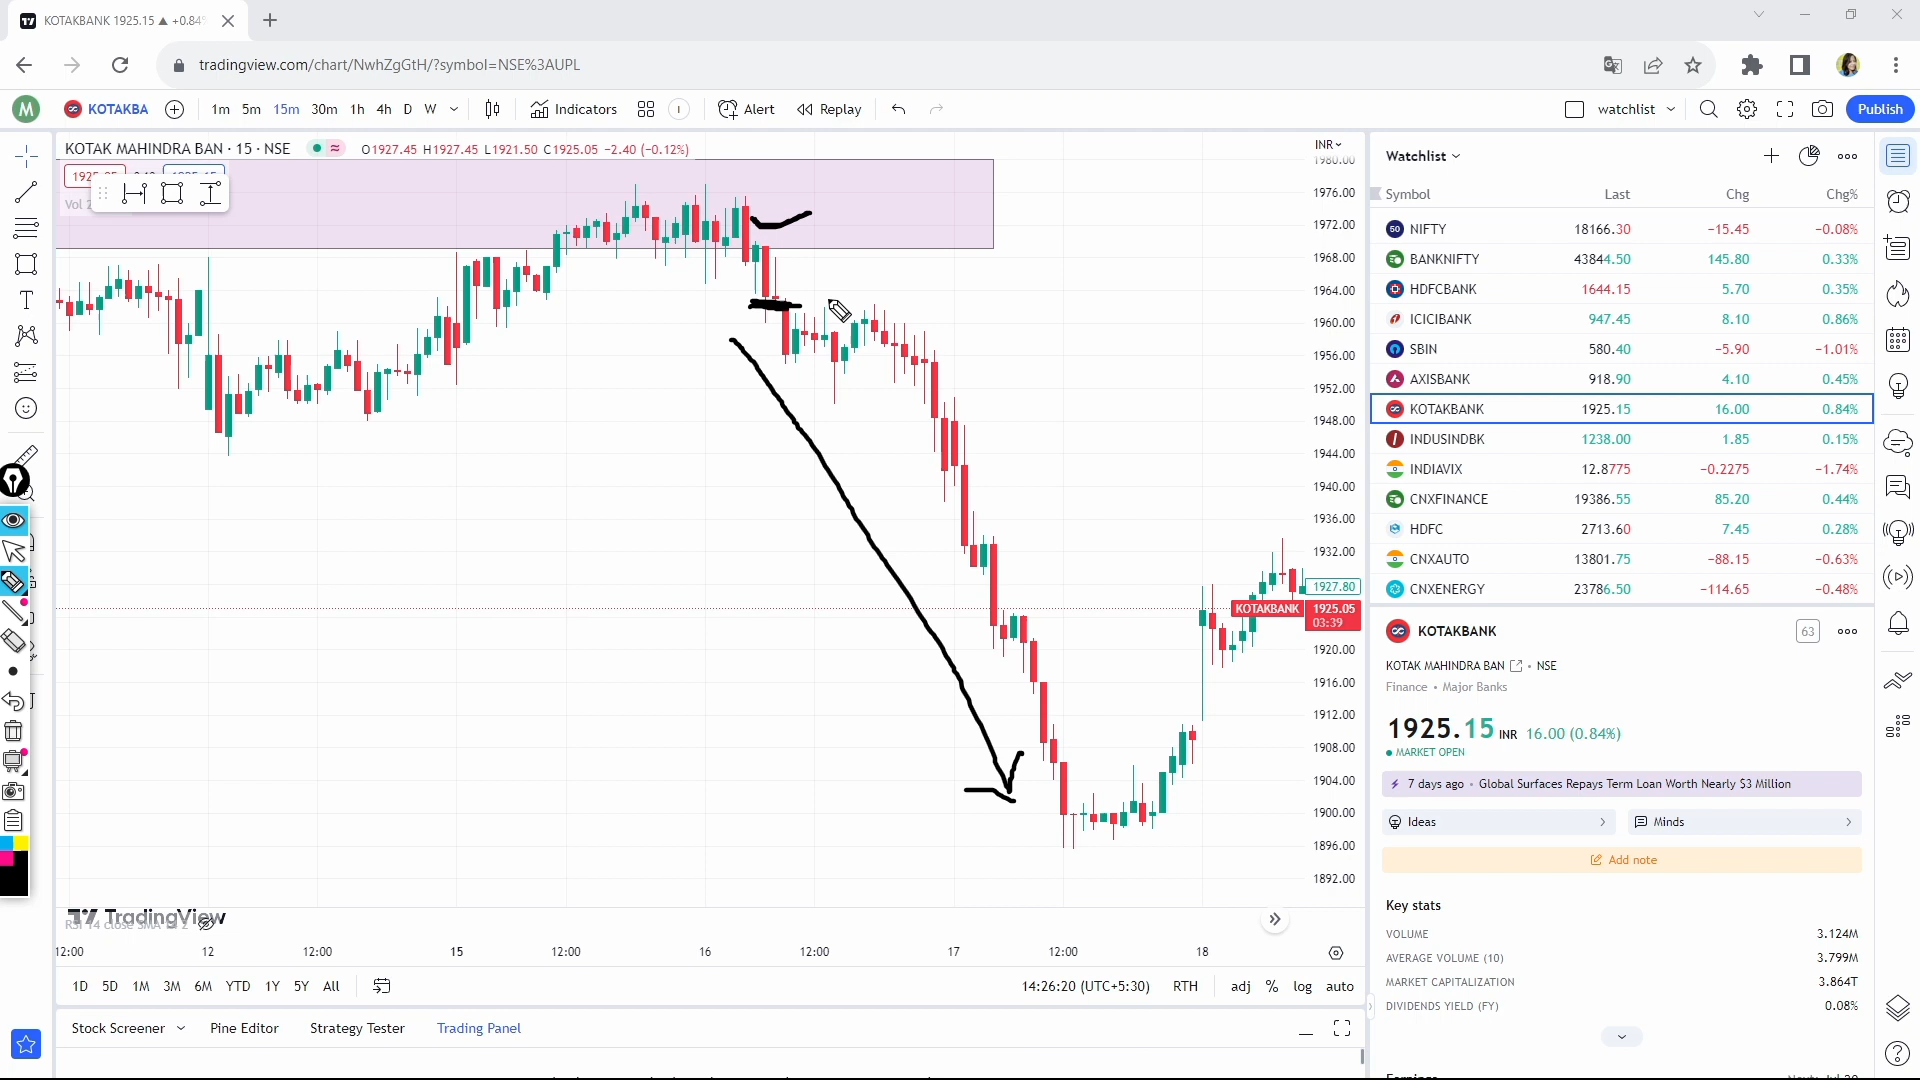 KOTAKBANK 1925.15 ▲ +0.84%
tradingview.com/chart/NwhZgGtH/?symbol=NSE%3AUPL
M KOTAKBA 1m 5m 15m 30m 1h 4h D W Indicators Alert Replay watchlist Publish
KOTAK MAHINDRA BAN · 15 · NSE O1927.45 H1927.45 L1921.50 C1925.05 −2.40 (−0.12%)
INR
Vol
1980.00
1976.00
1972.00
1968.00
1964.00
1960.00
1956.00
1952.00
1948.00
1944.00
1940.00
1936.00
1932.00
1927.80
KOTAKBANK 1925.05
03:39
1920.00
1916.00
1912.00
1908.00
1904.00
1900.00
1896.00
1892.00
TradingView
RSI 14 close SMA 14 2
12:00 12 12:00 15 12:00 16 12:00 17 12:00 18
1D 5D 1M 3M 6M YTD 1Y 5Y All 14:26:20 (UTC+5:30) RTH adj % log auto
Stock Screener Pine Editor Strategy Tester Trading Panel
Watchlist
Symbol Last Chg Chg%
50 NIFTY 18166.30 −15.45 −0.08%
BANKNIFTY 43844.50 145.80 0.33%
HDFCBANK 1644.15 5.70 0.35%
ICICIBANK 947.45 8.10 0.86%
SBIN 580.40 −5.90 −1.01%
AXISBANK 918.90 4.10 0.45%
KOTAKBANK 1925.15 16.00 0.84%
INDUSINDBK 1238.00 1.85 0.15%
INDIAVIX 12.8775 −0.2275 −1.74%
CNXFINANCE 19386.55 85.20 0.44%
HDFC 2713.60 7.45 0.28%
CNXAUTO 13801.75 −88.15 −0.63%
CNXENERGY 23786.50 −114.65 −0.48%
KOTAKBANK 63
KOTAK MAHINDRA BAN • NSE
Finance • Major Banks
1925.15 INR 16.00 (0.84%)
MARKET OPEN
7 days ago • Global Surfaces Repays Term Loan Worth Nearly $3 Million
Ideas Minds
Add note
Key stats
VOLUME 3.124M
AVERAGE VOLUME (10) 3.799M
MARKET CAPITALIZATION 3.864T
DIVIDENDS YIELD (FY) 0.08%